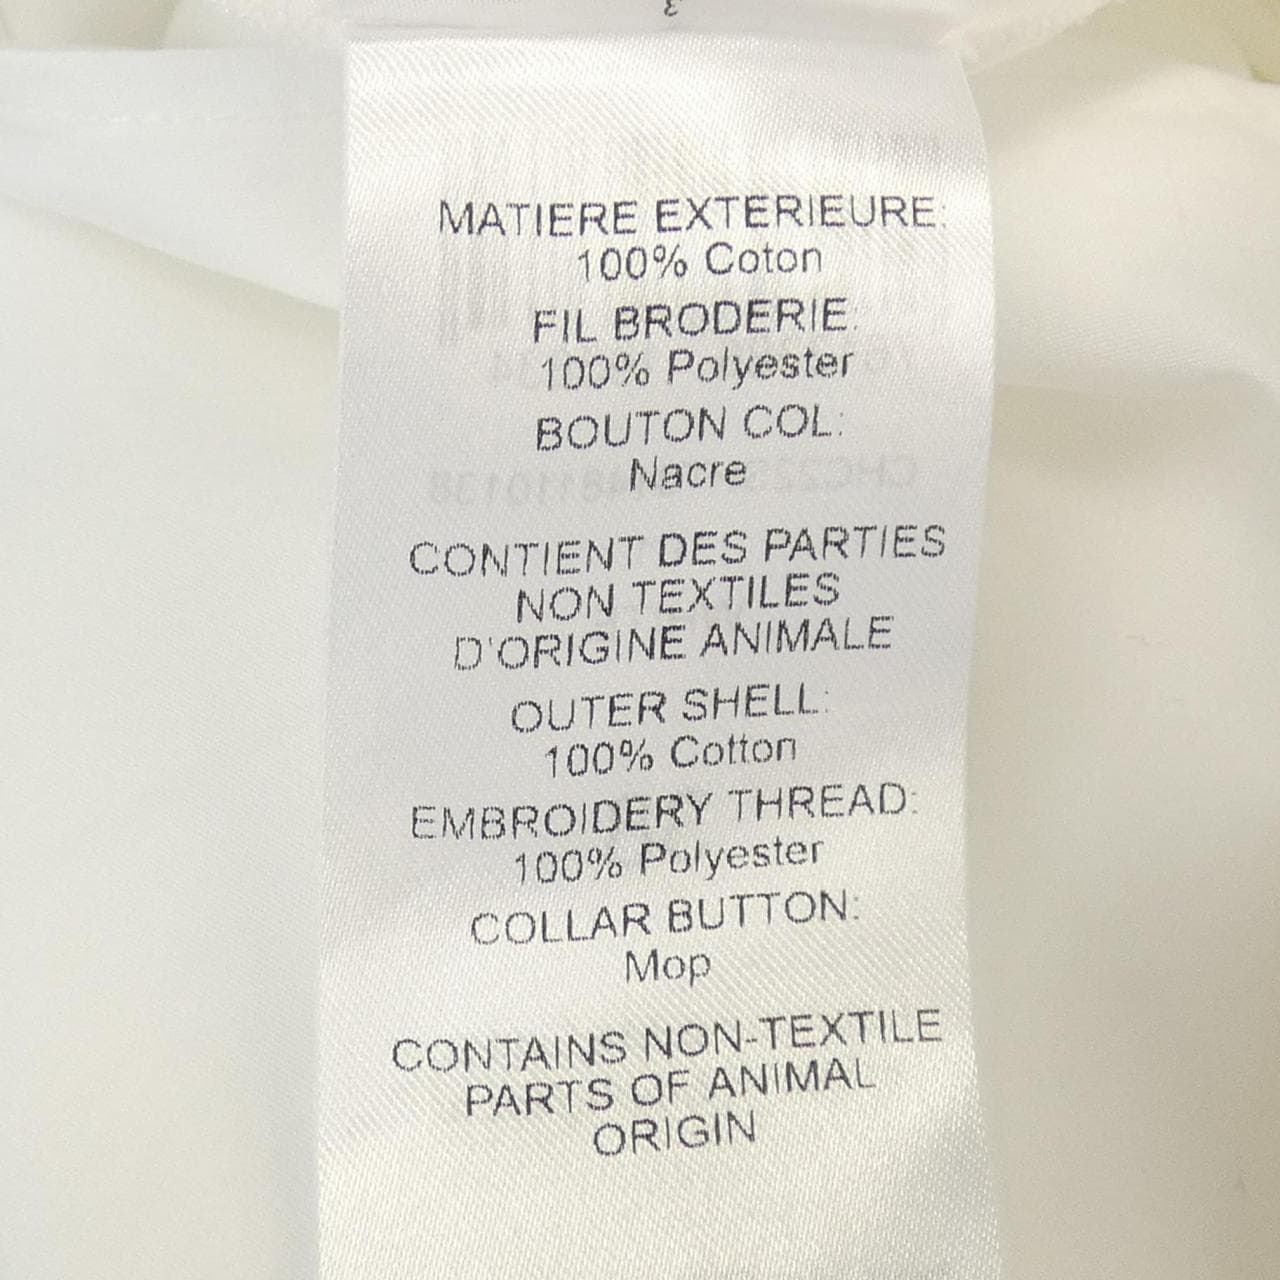 3
MATIERE EXTERIEURE:
100% Coton
FIL BRODERIE:
100% Polyester
BOUTON COL:
Nacre
CONTIENT DES PARTIES
NON TEXTILES
D'ORIGINE ANIMALE
OUTER SHELL:
100% Cotton
EMBROIDERY THREAD:
100% Polyester
COLLAR BUTTON:
Mop
CONTAINS NON-TEXTILE
PARTS OF ANIMAL
ORIGIN